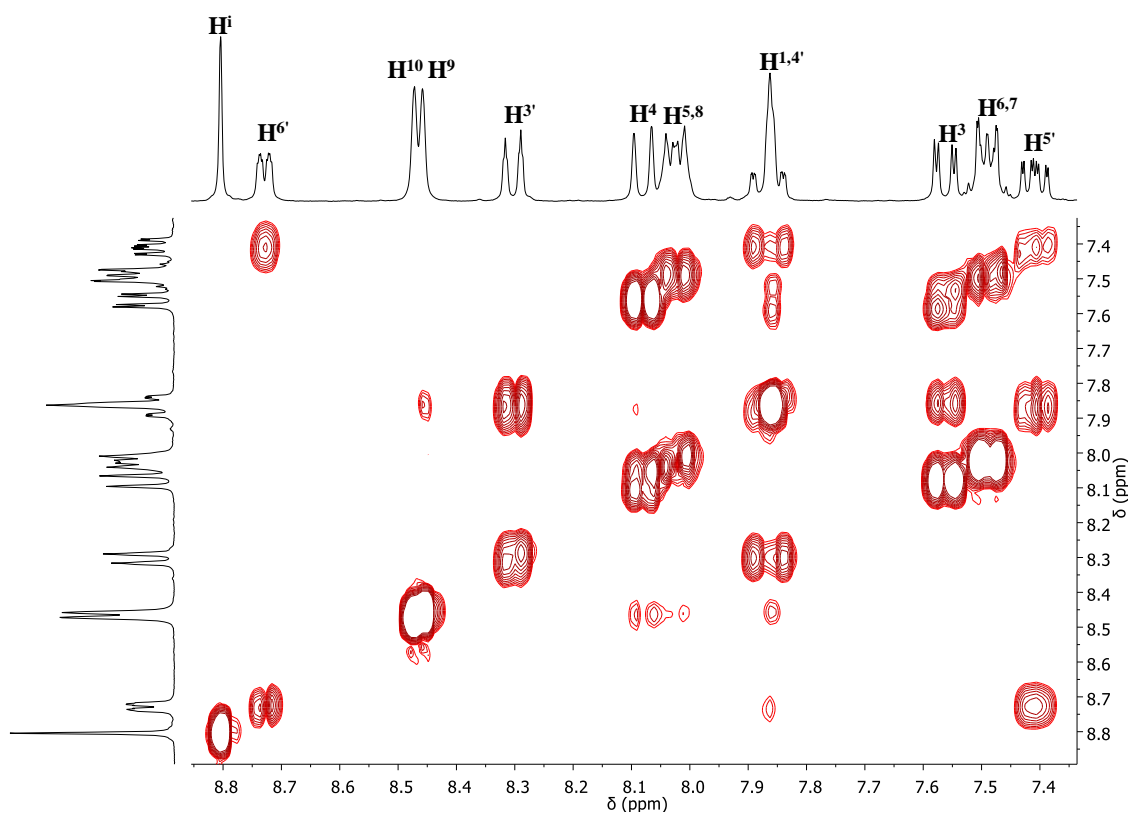 Hⁱ
H⁶'
H¹⁰ H⁹
H³'
H⁴
H⁵,⁸
H¹,⁴'
H³
H⁶,⁷
H⁵'
7.4
7.5
7.6
7.7
7.8
7.9
8.0
8.1
8.2
8.3
8.4
8.5
8.6
8.7
8.8
δ (ppm)
8.8 8.7 8.6 8.5 8.4 8.3 8.2 8.1 8.0 7.9 7.8 7.7 7.6 7.5 7.4
δ (ppm)